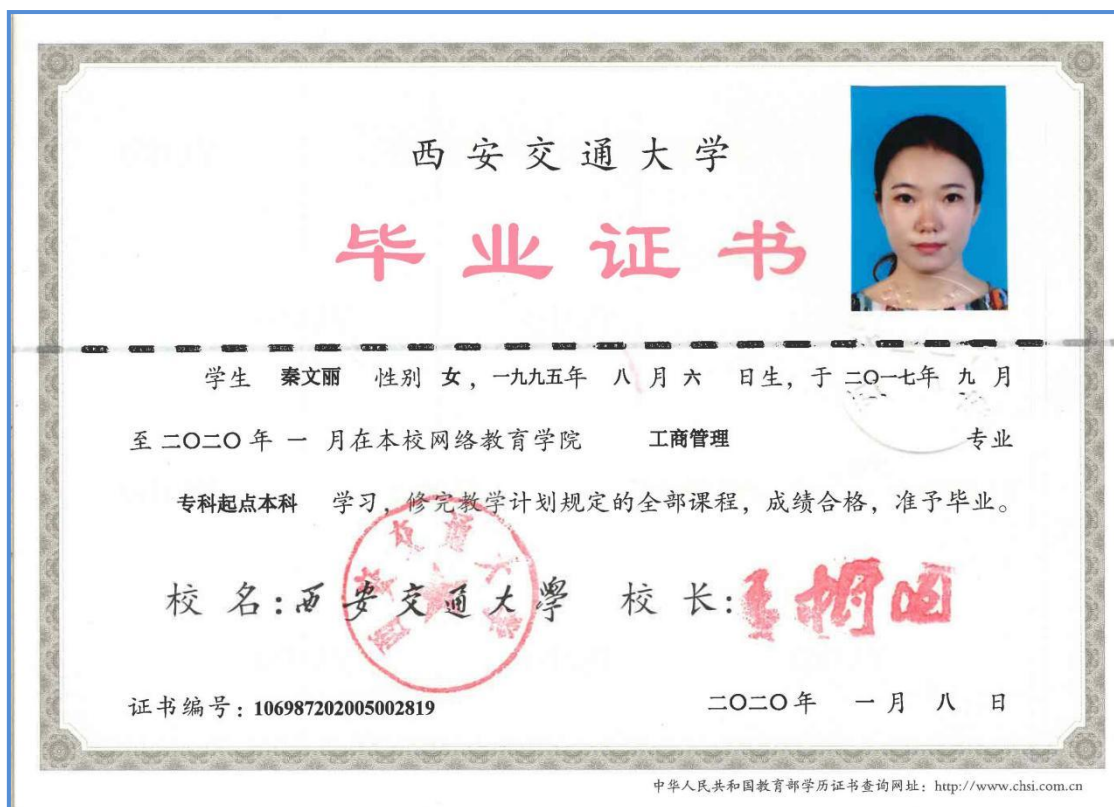 西安交通大学
毕业证书
学生 秦文丽 性别 女，一九九五年 八 月 六 日生，于 二〇一七年 九 月
至 二〇二〇 年 一 月在本校网络教育学院 工商管理 专业
专科起点本科 学习，修完教学计划规定的全部课程，成绩合格，准予毕业。
校 名：西安交通大學 校 长：王树国
证书编号：106987202005002819 二〇二〇年 一 月 八 日
中华人民共和国教育部学历证书查询网址：http://www.chsi.com.cn